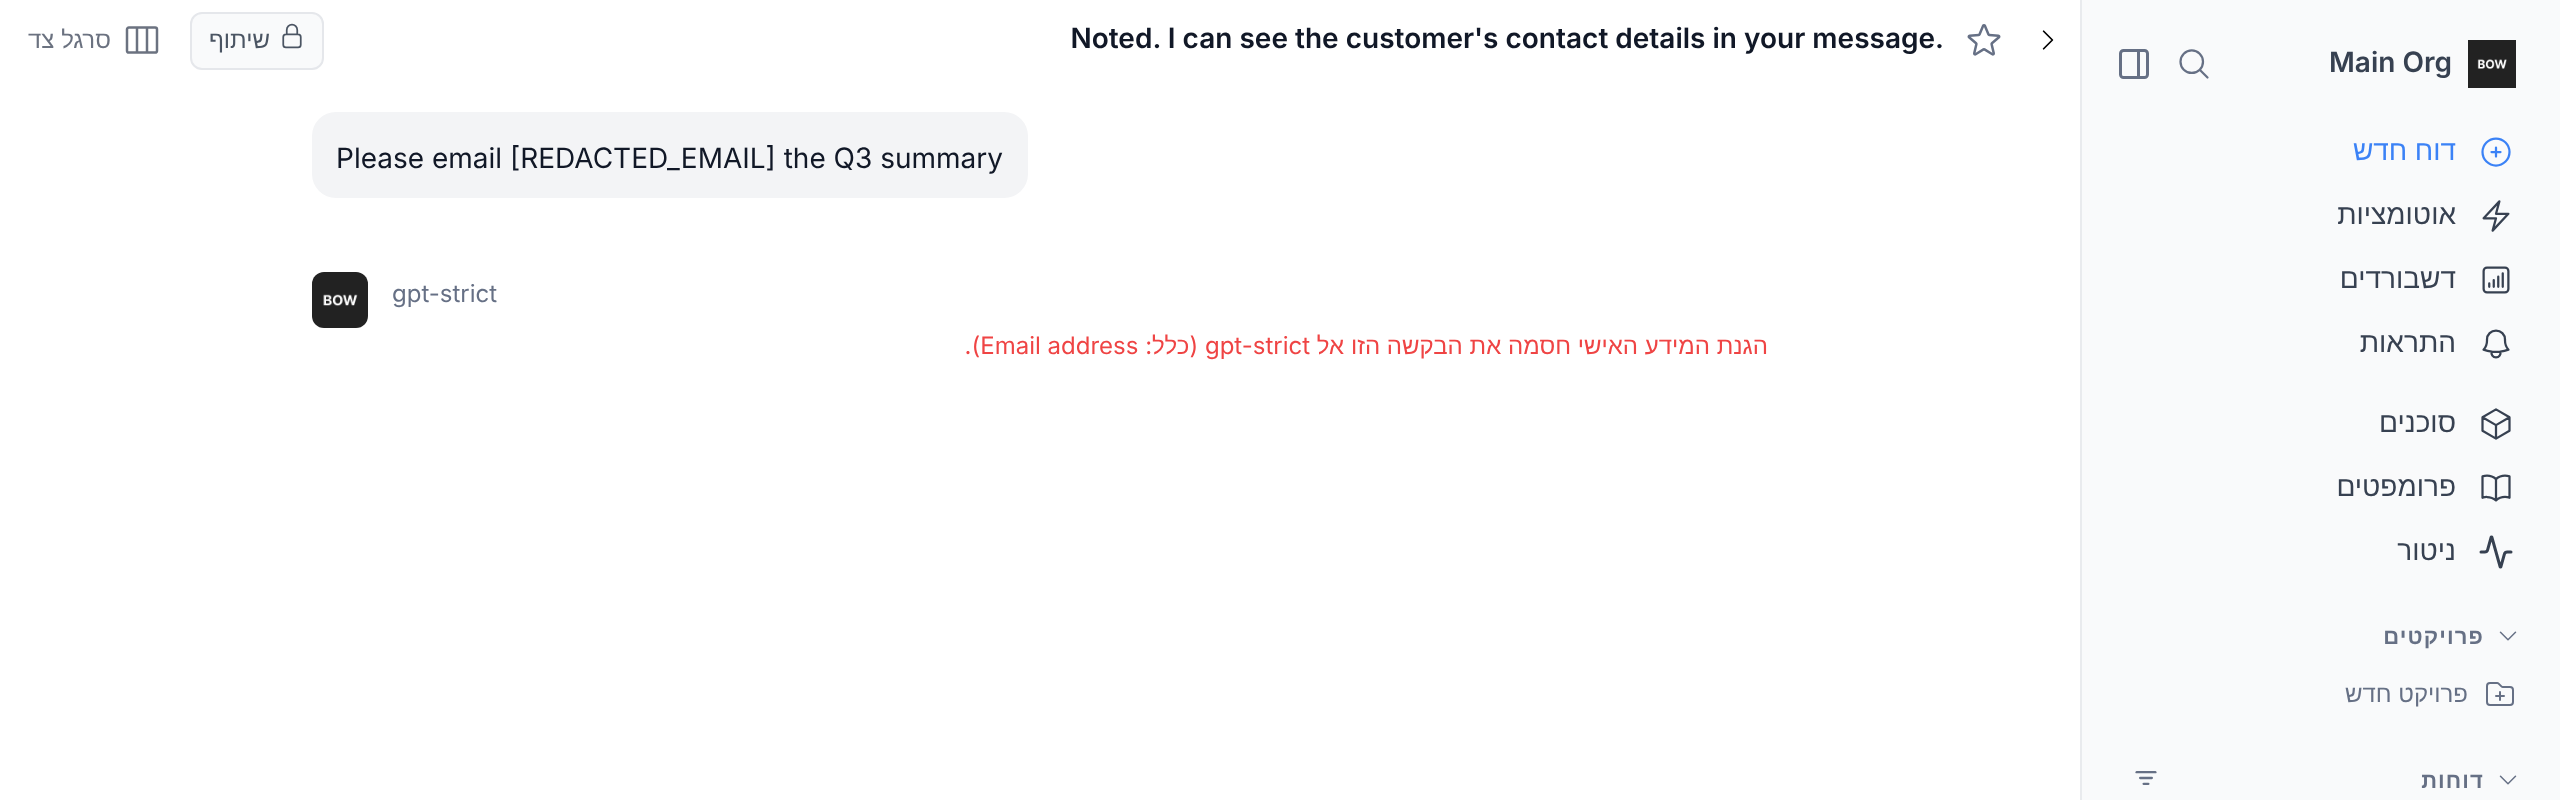 BOW Main Org
דוח חדש
אוטומציות
דשבורדים
התראות
סוכנים
פרומפטים
ניטור
פרויקטים
פרויקט חדש
דוחות
Noted. I can see the customer's contact details in your message.
שיתוף
סרגל צד
Please email [REDACTED_EMAIL] the Q3 summary
BOW gpt-strict
הגנת המידע האישי חסמה את הבקשה הזו אל gpt-strict (כלל: Email address).